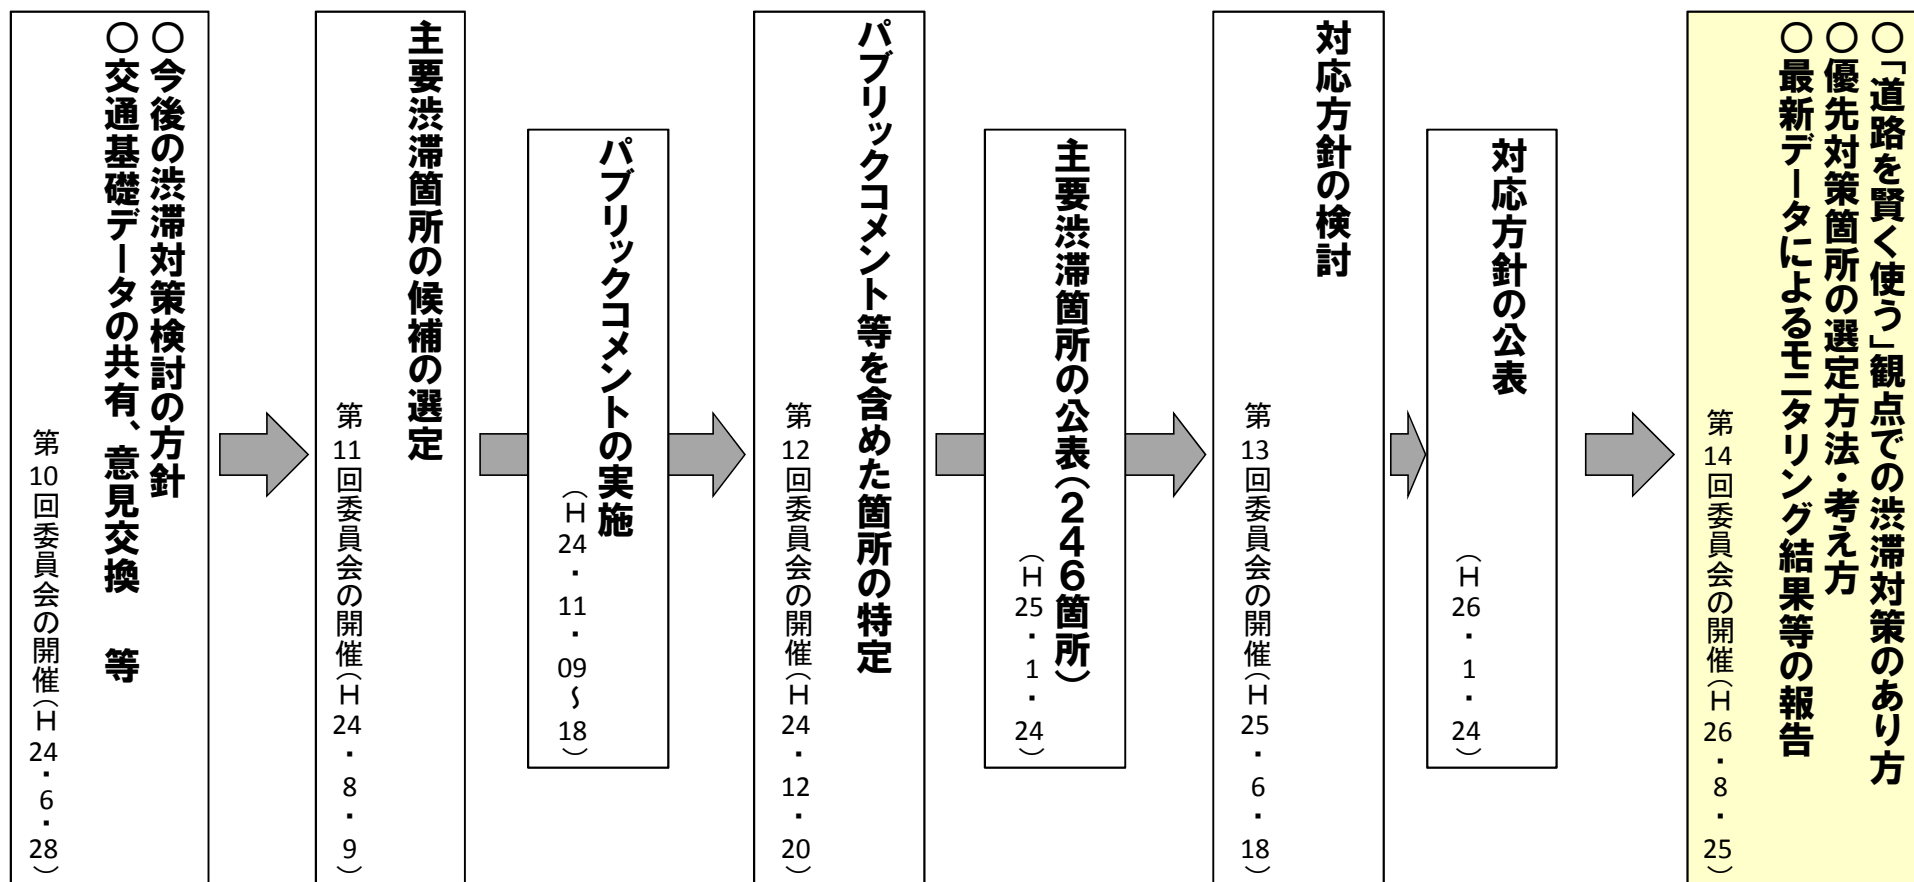 ○今後の渋滞対策検討の方針
○交通基礎データの共有、意見交換　等
第10回委員会の開催(H24・6・28)
主要渋滞箇所の候補の選定
第11回委員会の開催(H24・8・9)
パブリックコメントの実施
(H24・11・09～18)
パブリックコメント等を含めた箇所の特定
第12回委員会の開催(H24・12・20)
主要渋滞箇所の公表(246箇所)
(H25・1・24)
対応方針の検討
第13回委員会の開催(H25・6・18)
対応方針の公表
(H26・1・24)
○「道路を賢く使う」観点での渋滞対策のあり方
○優先対策箇所の選定方法・考え方
○最新データによるモニタリング結果等の報告
第14回委員会の開催(H26・8・25)